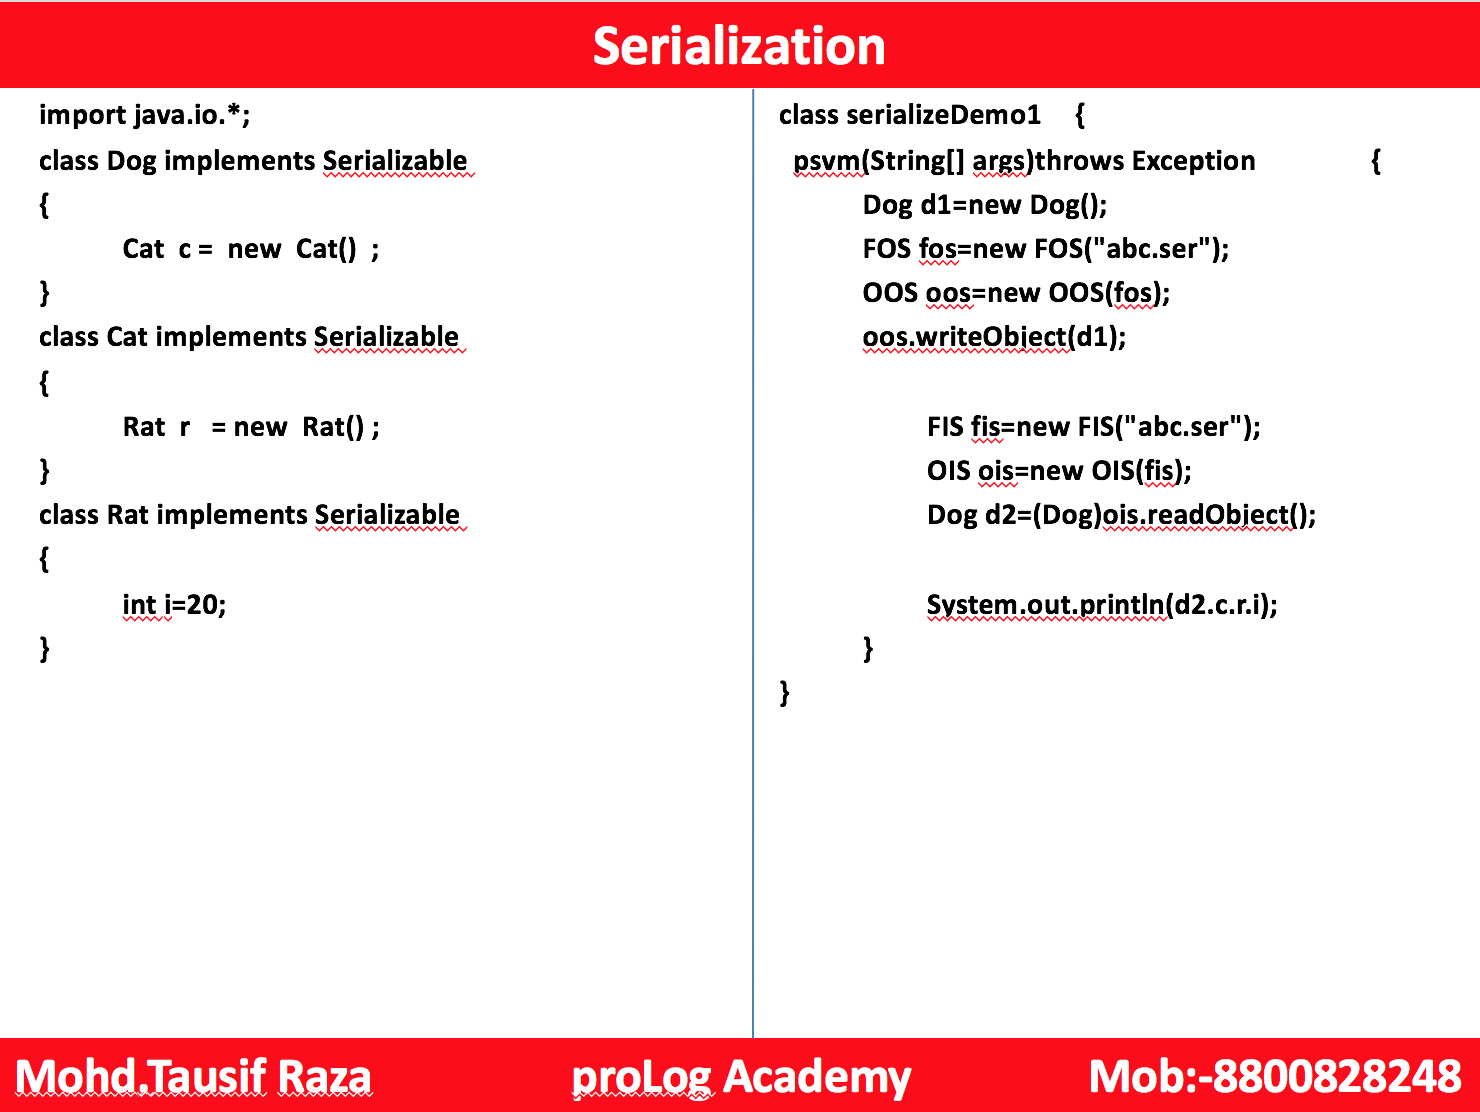 Serialization
import java.io.*;
class Dog implements Serializable
{
Cat c = new Cat() ;
}
class Cat implements Serializable
{
Rat r = new Rat() ;
}
class Rat implements Serializable
{
int i=20;
}
class serializeDemo1 {
psvm(String[] args)throws Exception {
Dog d1=new Dog();
FOS fos=new FOS("abc.ser");
OOS oos=new OOS(fos);
oos.writeObject(d1);
FIS fis=new FIS("abc.ser");
OIS ois=new OIS(fis);
Dog d2=(Dog)ois.readObject();
System.out.println(d2.c.r.i);
}
}
Mohd.Tausif Raza proLog Academy Mob:-8800828248